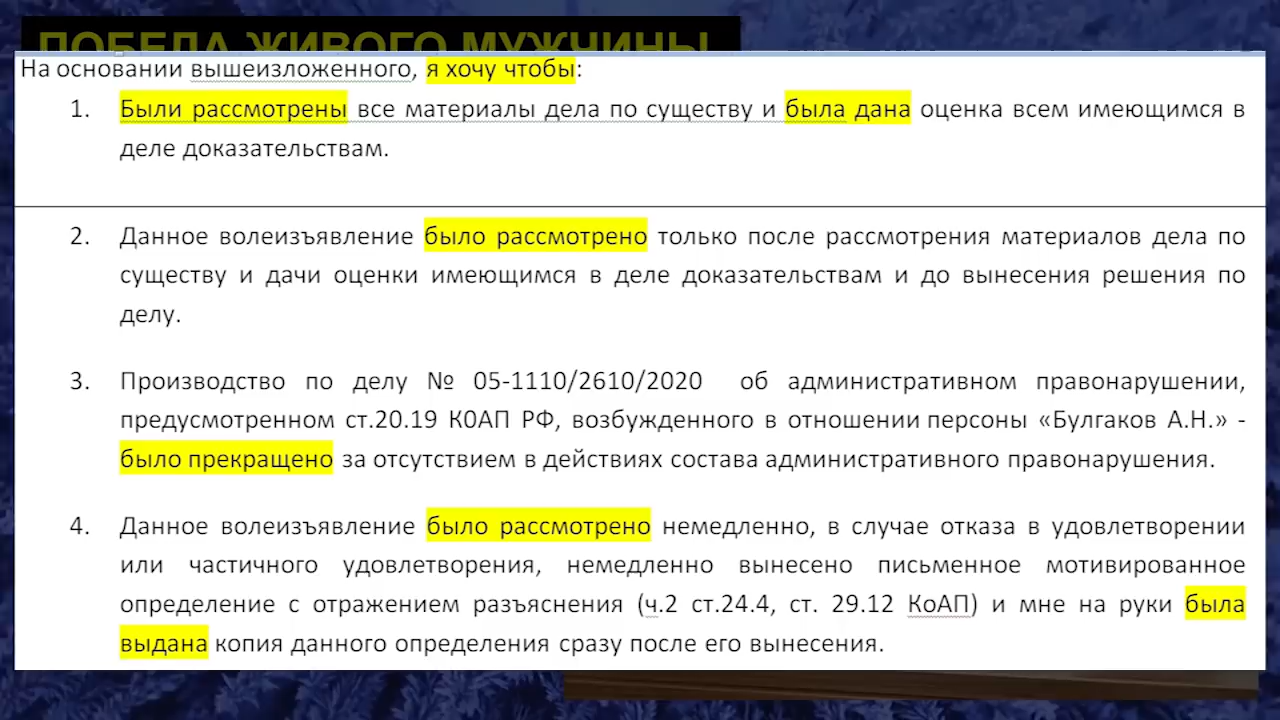 ПОБЕДА ЖИВОГО МУЖЧИНЫ
На основании вышеизложенного, я хочу чтобы:
1. Были рассмотрены все материалы дела по существу и была дана оценка всем имеющимся в
деле доказательствам.
2. Данное волеизъявление было рассмотрено только после рассмотрения материалов дела по
существу и дачи оценки имеющимся в деле доказательствам и до вынесения решения по
делу.
3. Производство по делу № 05-1110/2610/2020 об административном правонарушении,
предусмотренном ст.20.19 К0АП РФ, возбужденного в отношении персоны «Булгаков А.Н.» -
было прекращено за отсутствием в действиях состава административного правонарушения.
4. Данное волеизъявление было рассмотрено немедленно, в случае отказа в удовлетворении
или частичного удовлетворения, немедленно вынесено письменное мотивированное
определение с отражением разъяснения (ч.2 ст.24.4, ст. 29.12 КоАП) и мне на руки была
выдана копия данного определения сразу после его вынесения.